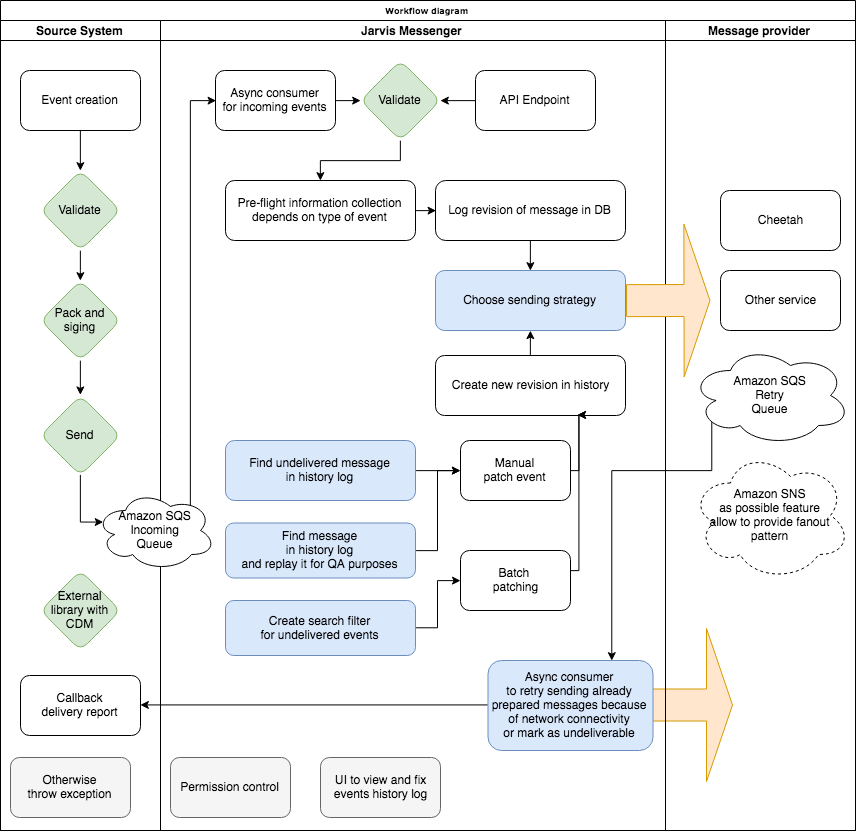 Workflow diagram
Source System
Jarvis Messenger
Message provider
Event creation
Validate
Pack and
siging
Send
Amazon SQS
Incoming
Queue
External
library with
CDM
Callback
delivery report
Otherwise
throw exception
Async consumer
for incoming events
Validate
API Endpoint
Pre-flight information collection
depends on type of event
Log revision of message in DB
Choose sending strategy
Create new revision in history
Find undelivered message
in history log
Manual
patch event
Find message
in history log
and replay it for QA purposes
Batch
patching
Create search filter
for undelivered events
Async consumer
to retry sending already
prepared messages because
of network connectivity
or mark as undeliverable
Permission control
UI to view and fix
events history log
Cheetah
Other service
Amazon SQS
Retry
Queue
Amazon SNS
as possible feature
allow to provide fanout
pattern